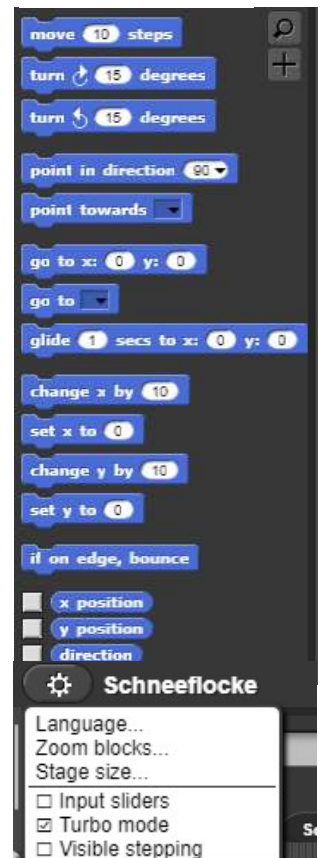 move 10 steps
turn 15 degrees
turn 15 degrees
point in direction 90
point towards
go to x: 0 y: 0
go to
glide 1 secs to x: 0 y: 0
change x by 10
set x to 0
change y by 10
set y to 0
if on edge, bounce
x position
y position
direction
Schneeflocke
Language...
Zoom blocks...
Stage size...
Input sliders
Turbo mode
Visible stepping